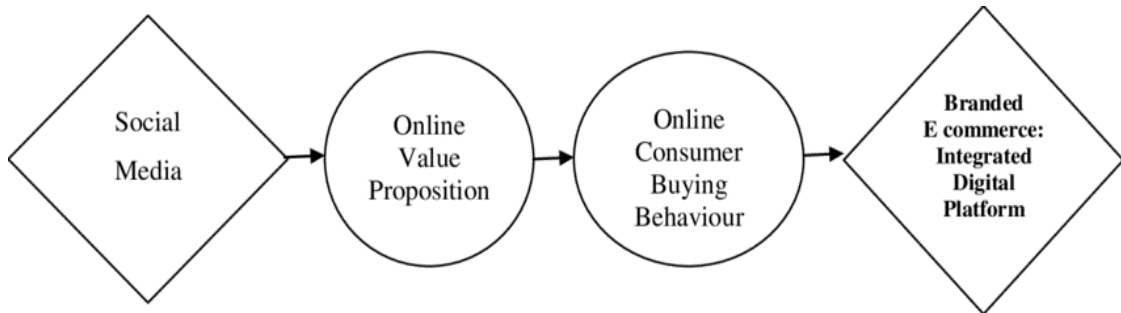 Social
Media
Online
Value
Proposition
Online
Consumer
Buying
Behaviour
Branded
E commerce:
Integrated
Digital
Platform